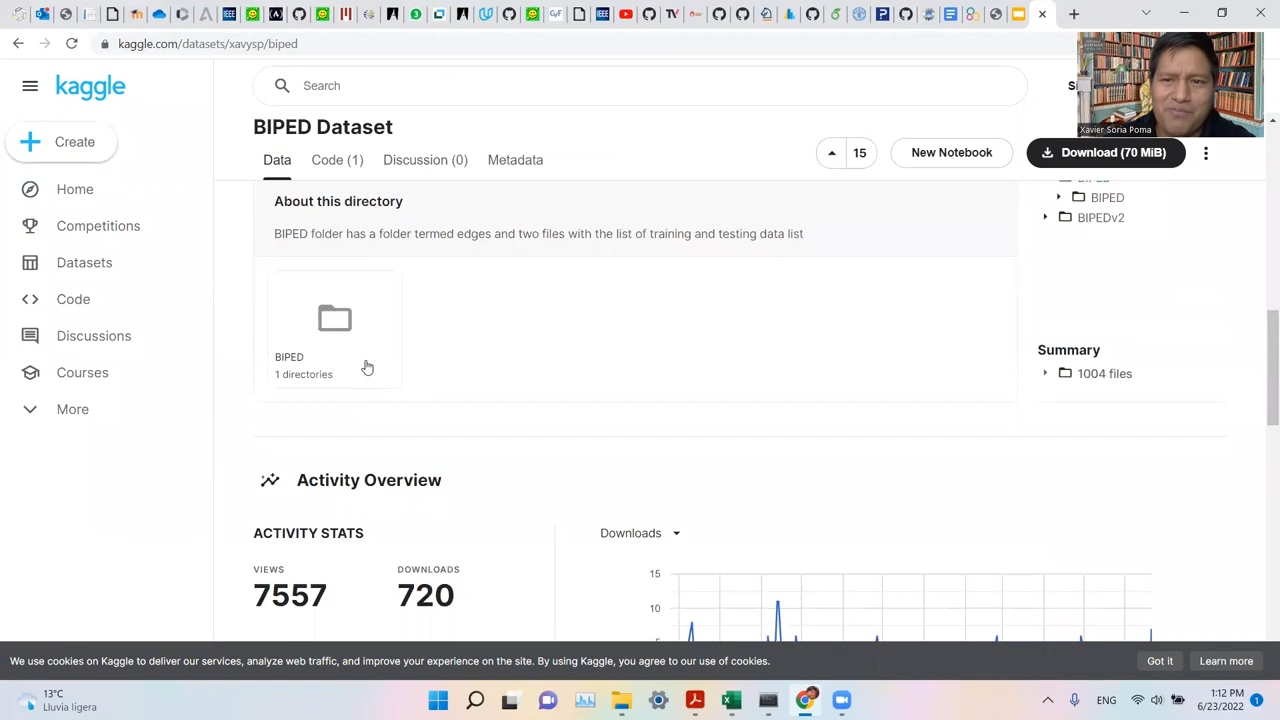 kaggle.com/datasets/xavysp/biped
kaggle
Search
Xavier Soria Poma
BIPED Dataset
Create
Data
Code (1)
Discussion (0)
Metadata
15
New Notebook
Download (70 MiB)
Home
Competitions
Datasets
Code
Discussions
Courses
More
About this directory
BIPED folder has a folder termed edges and two files with the list of training and testing data list
BIPED
1 directories
BIPED
BIPEDv2
Summary
1004 files
Activity Overview
ACTIVITY STATS
VIEWS
7557
DOWNLOADS
720
Downloads
15
10
We use cookies on Kaggle to deliver our services, analyze web traffic, and improve your experience on the site. By using Kaggle, you agree to our use of cookies.
Got it
Learn more
13°C
Lluvia ligera
ENG
1:12 PM
6/23/2022
1